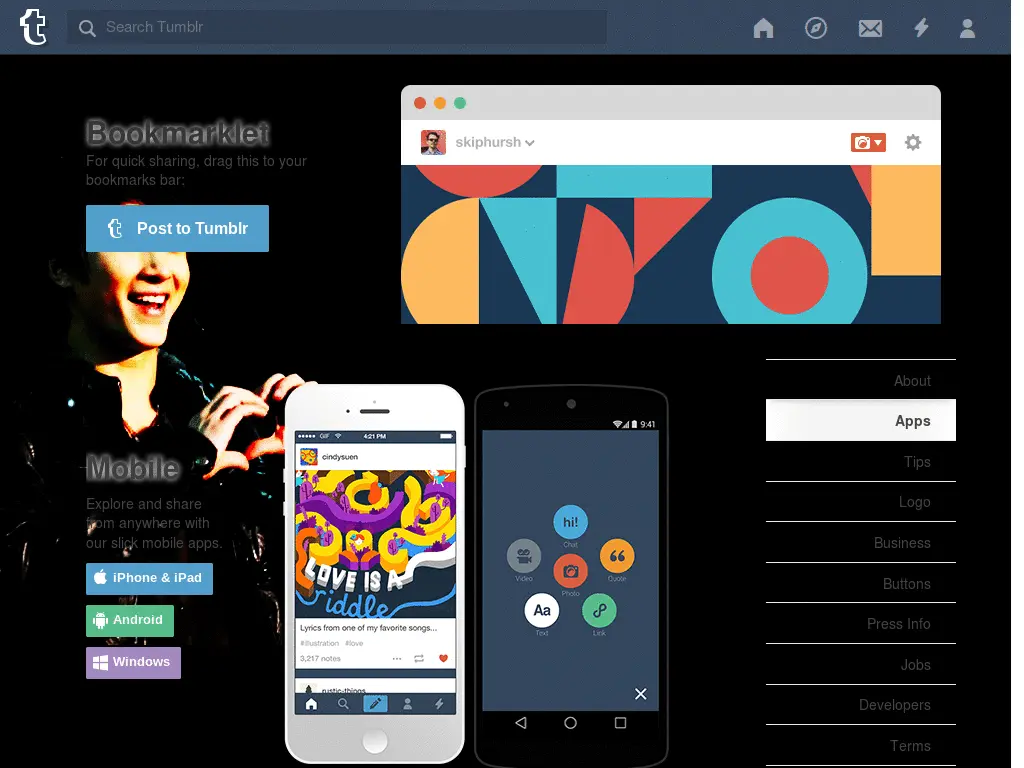 Search Tumblr
Bookmarklet
For quick sharing, drag this to your
bookmarks bar:
Post to Tumblr
skiphursh
Mobile
Explore and share
from anywhere with
our slick mobile apps.
iPhone & iPad
Android
Windows
GIF
4:21 PM
cindysuen
LOVE IS A
riddle
Lyrics from one of my favorite songs...
#illustration #love
3,217 notes
rustic-things
9:41
hi!
Chat
Video
Quote
Photo
Aa
Text
Link
About
Apps
Tips
Logo
Business
Buttons
Press Info
Jobs
Developers
Terms